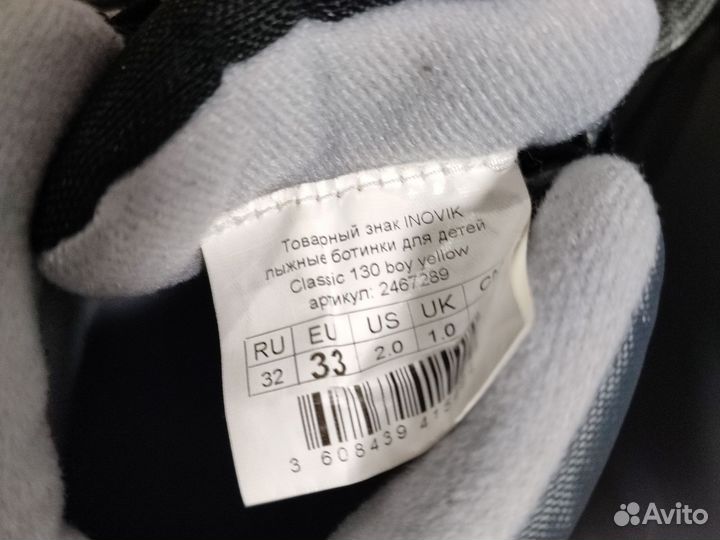 Товарный знак INOVIK
лыжные ботинки для детей
Classic 130 boy yellow
артикул: 2467289
RU EU US UK
32 33 2.0 1.0
3 608439
Avito